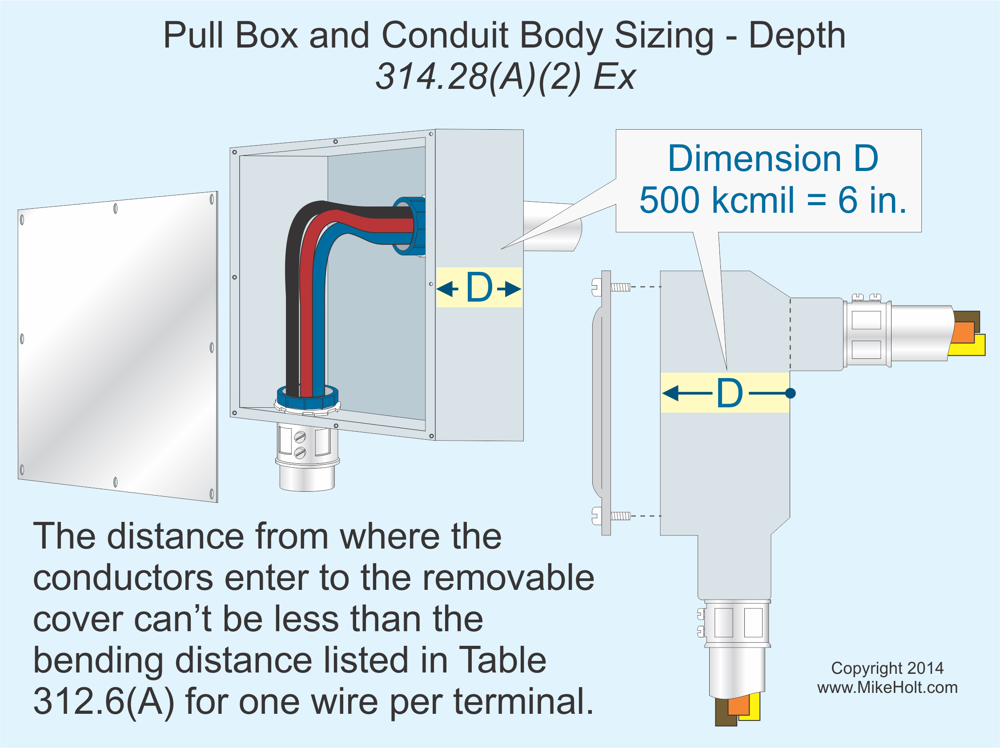 Pull Box and Conduit Body Sizing - Depth
314.28(A)(2) Ex
Dimension D
500 kcmil = 6 in.
D
D
The distance from where the
conductors enter to the removable
cover can’t be less than the
bending distance listed in Table
312.6(A) for one wire per terminal.
Copyright 2014
www.MikeHolt.com